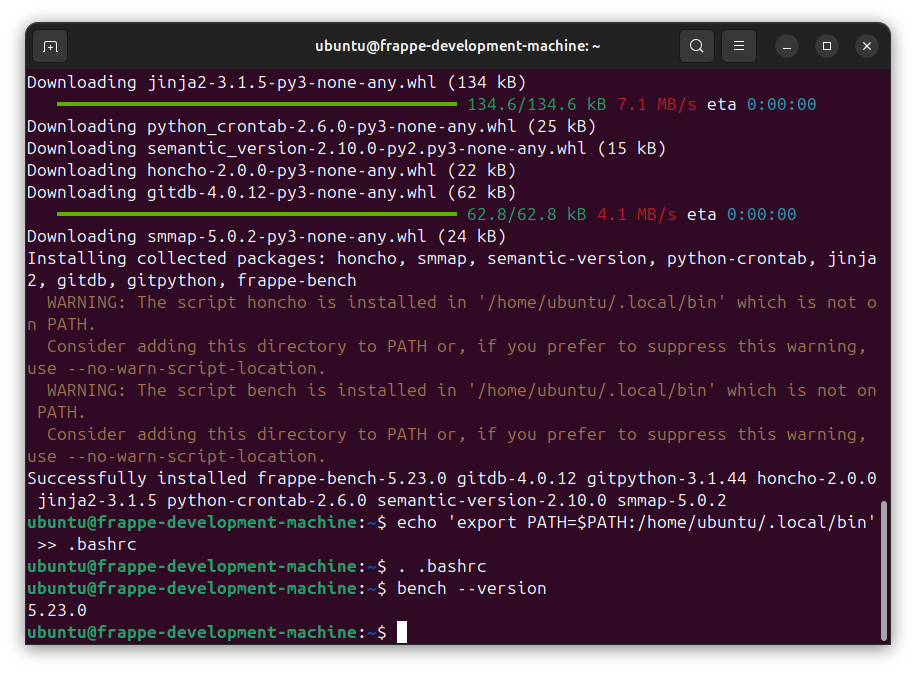 ubuntu@frappe-development-machine: ~
Downloading jinja2-3.1.5-py3-none-any.whl (134 kB)
134.6/134.6 kB 7.1 MB/s eta 0:00:00
Downloading python_crontab-2.6.0-py3-none-any.whl (25 kB)
Downloading semantic_version-2.10.0-py2.py3-none-any.whl (15 kB)
Downloading honcho-2.0.0-py3-none-any.whl (22 kB)
Downloading gitdb-4.0.12-py3-none-any.whl (62 kB)
62.8/62.8 kB 4.1 MB/s eta 0:00:00
Downloading smmap-5.0.2-py3-none-any.whl (24 kB)
Installing collected packages: honcho, smmap, semantic-version, python-crontab, jinja
2, gitdb, gitpython, frappe-bench
  WARNING: The script honcho is installed in '/home/ubuntu/.local/bin' which is not o
n PATH.
  Consider adding this directory to PATH or, if you prefer to suppress this warning,
use --no-warn-script-location.
  WARNING: The script bench is installed in '/home/ubuntu/.local/bin' which is not on
 PATH.
  Consider adding this directory to PATH or, if you prefer to suppress this warning,
use --no-warn-script-location.
Successfully installed frappe-bench-5.23.0 gitdb-4.0.12 gitpython-3.1.44 honcho-2.0.0
 jinja2-3.1.5 python-crontab-2.6.0 semantic-version-2.10.0 smmap-5.0.2
ubuntu@frappe-development-machine:~$ echo 'export PATH=$PATH:/home/ubuntu/.local/bin'
 >> .bashrc
ubuntu@frappe-development-machine:~$ . .bashrc
ubuntu@frappe-development-machine:~$ bench --version
5.23.0
ubuntu@frappe-development-machine:~$